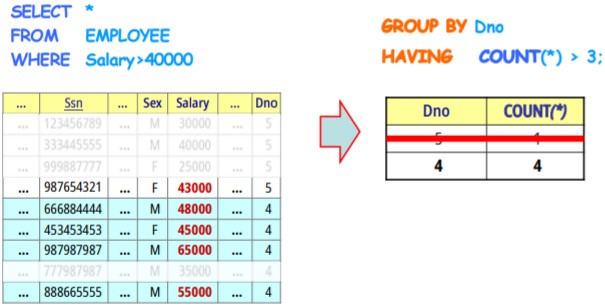 SELECT *
FROM EMPLOYEE
WHERE Salary>40000
GROUP BY Dno
HAVING COUNT(*) > 3;
... Ssn ... Sex Salary ... Dno
... 123456789 ... M 30000 ... 5
... 333445555 ... M 40000 ... 5
... 999887777 ... F 25000 ... 5
... 987654321 ... F 43000 ... 5
... 666884444 ... M 48000 ... 4
... 453453453 ... F 45000 ... 4
... 987987987 ... M 65000 ... 4
... 777987987 ... M 35000 ... 4
... 888665555 ... M 55000 ... 4
Dno COUNT(*)
5 1
4 4